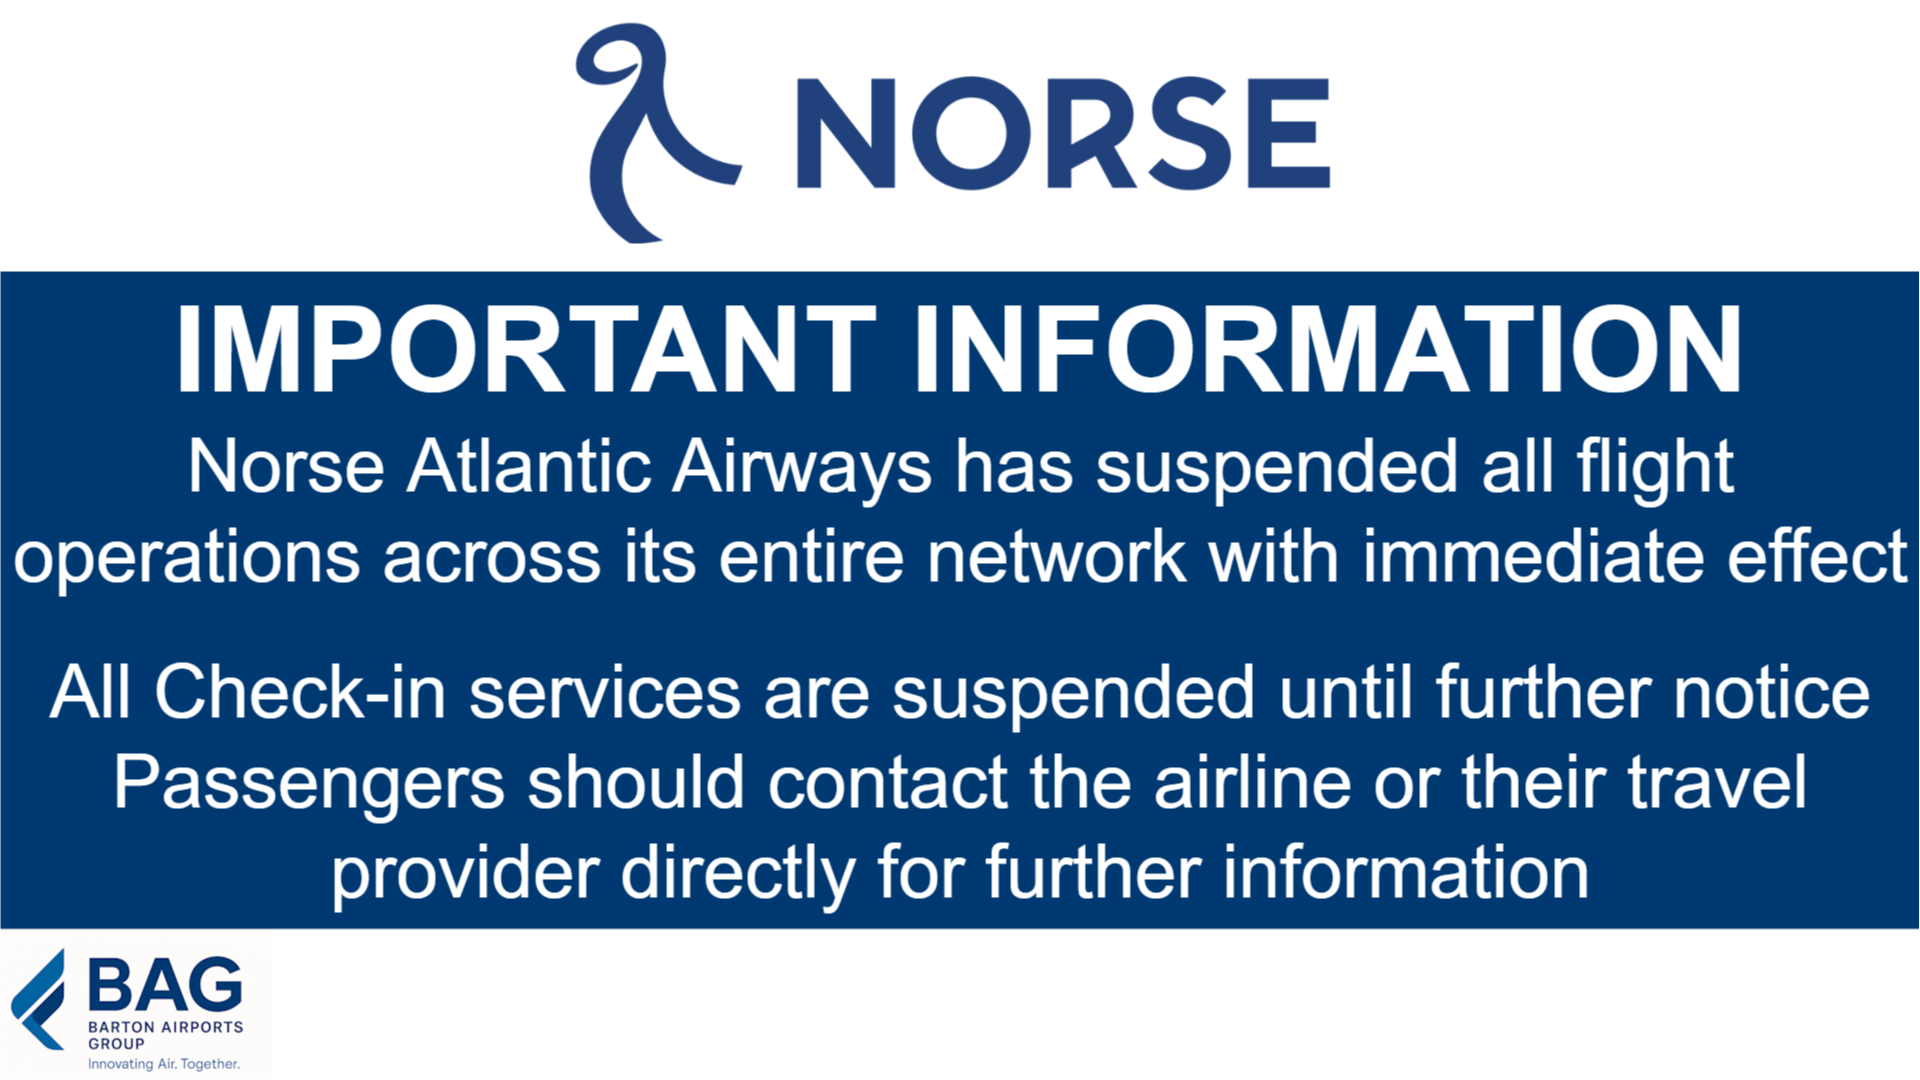 NORSE
IMPORTANT INFORMATION
Norse Atlantic Airways has suspended all flight
operations across its entire network with immediate effect
All Check-in services are suspended until further notice
Passengers should contact the airline or their travel
provider directly for further information
BAG
BARTON AIRPORTS
GROUP
Innovating Air. Together.